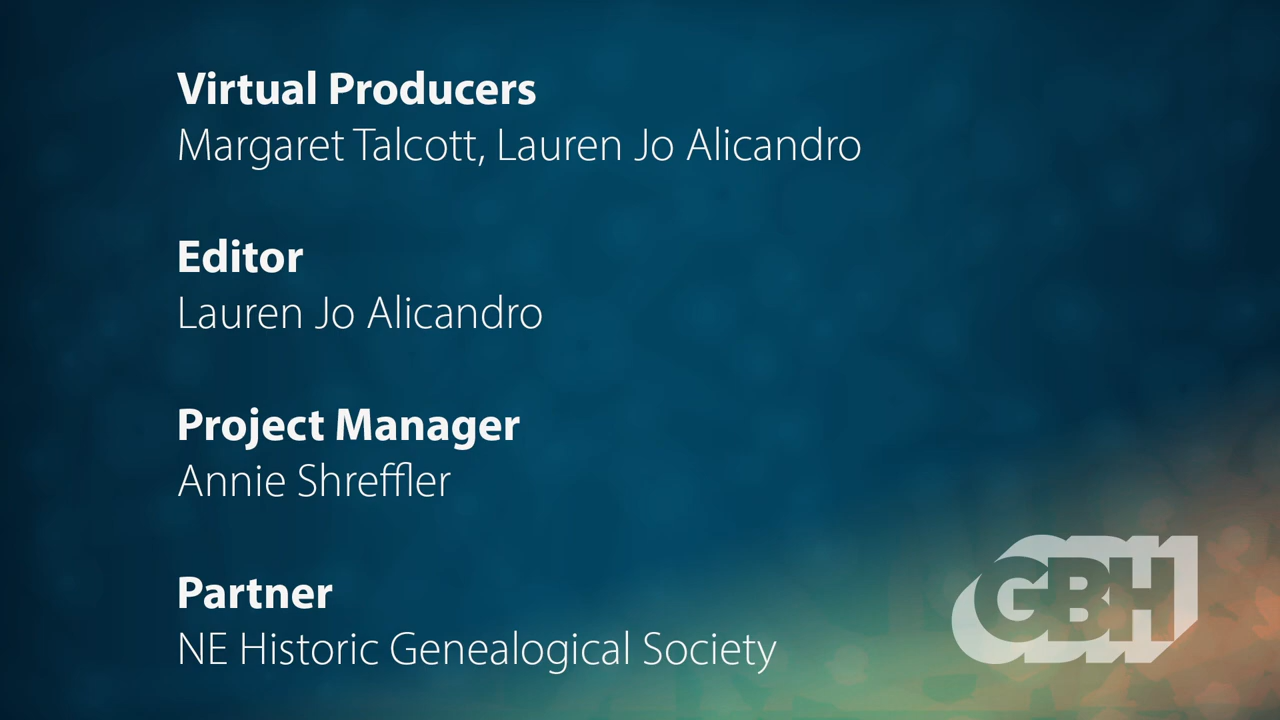 Virtual Producers
Margaret Talcott, Lauren Jo Alicandro
Editor
Lauren Jo Alicandro
Project Manager
Annie Shreffler
Partner
NE Historic Genealogical Society
GBH